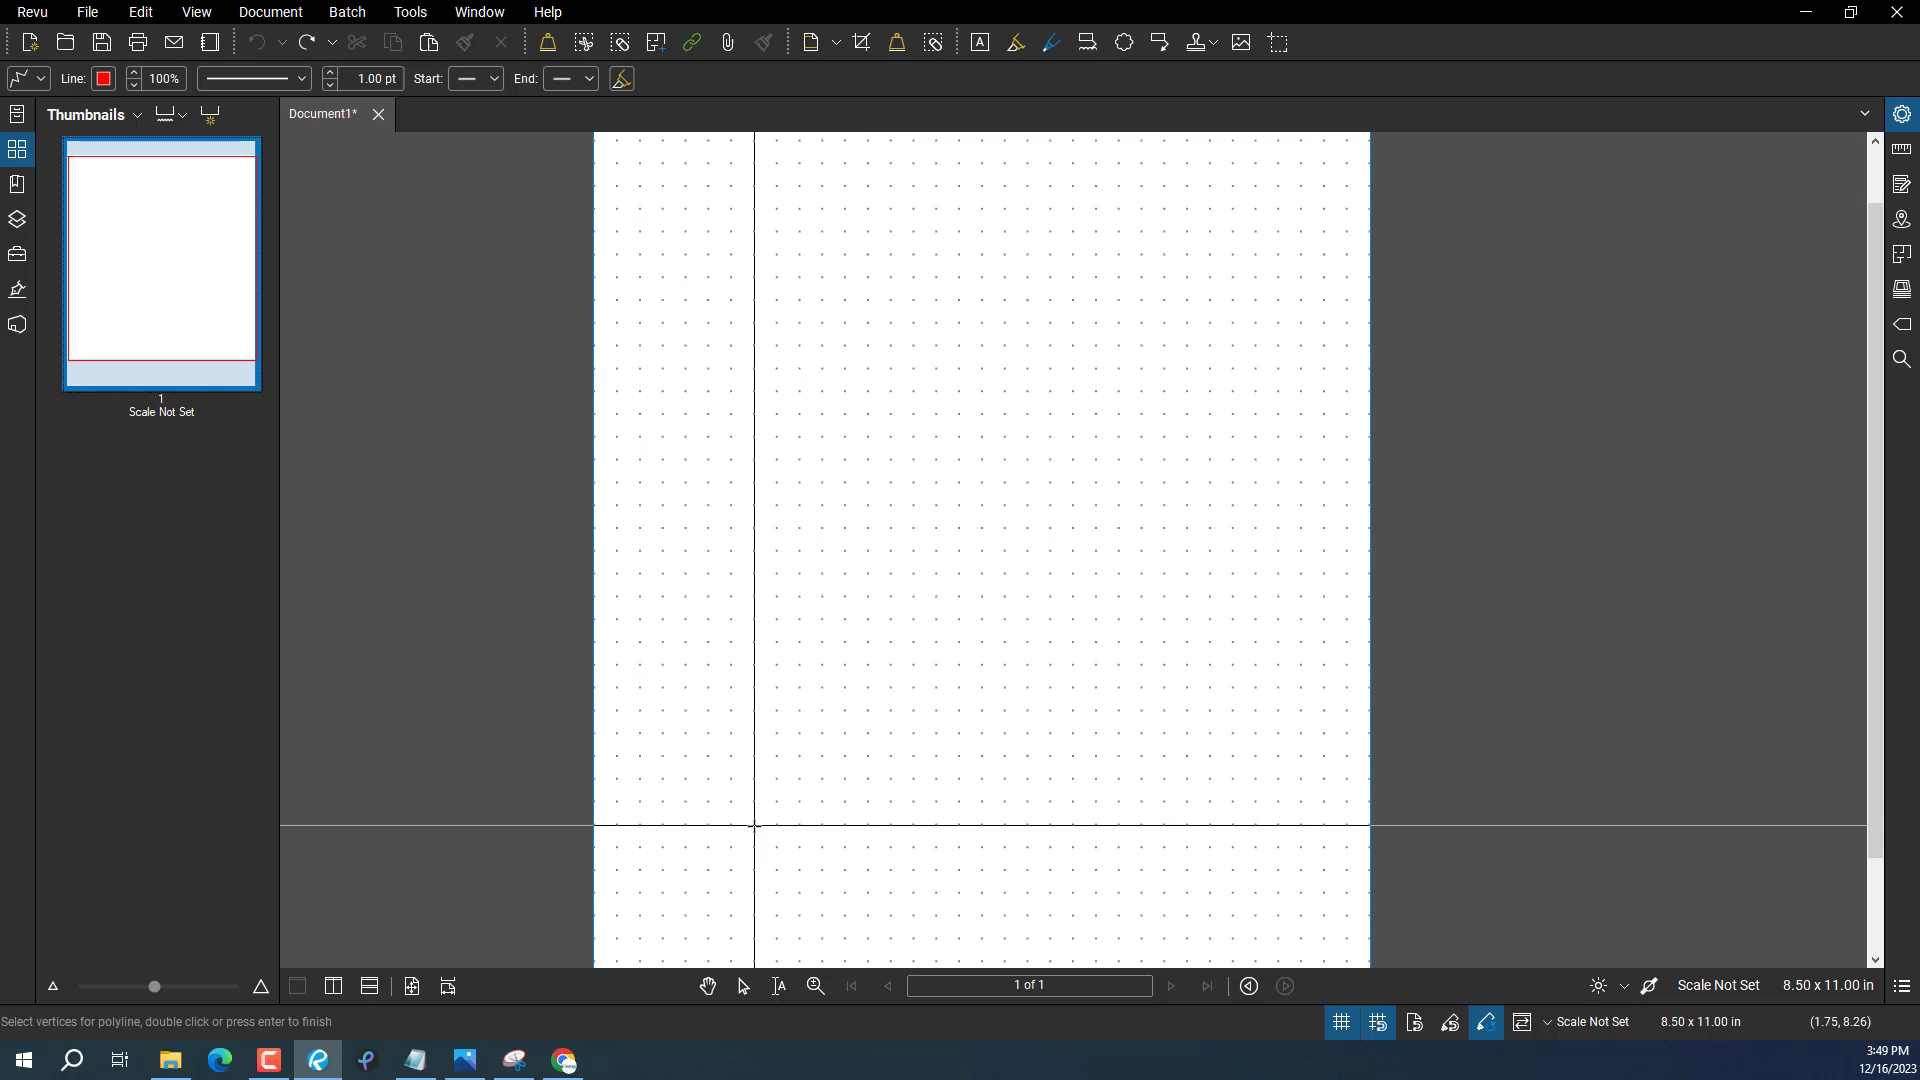 Revu File Edit View Document Batch Tools Window Help
Line: 100% 1.00 pt Start: End:
Thumbnails
Document1*
1
Scale Not Set
1 of 1
Scale Not Set 8.50 x 11.00 in
Select vertices for polyline, double click or press enter to finish
Scale Not Set 8.50 x 11.00 in (1.75, 8.26)
3:49 PM
12/16/2023